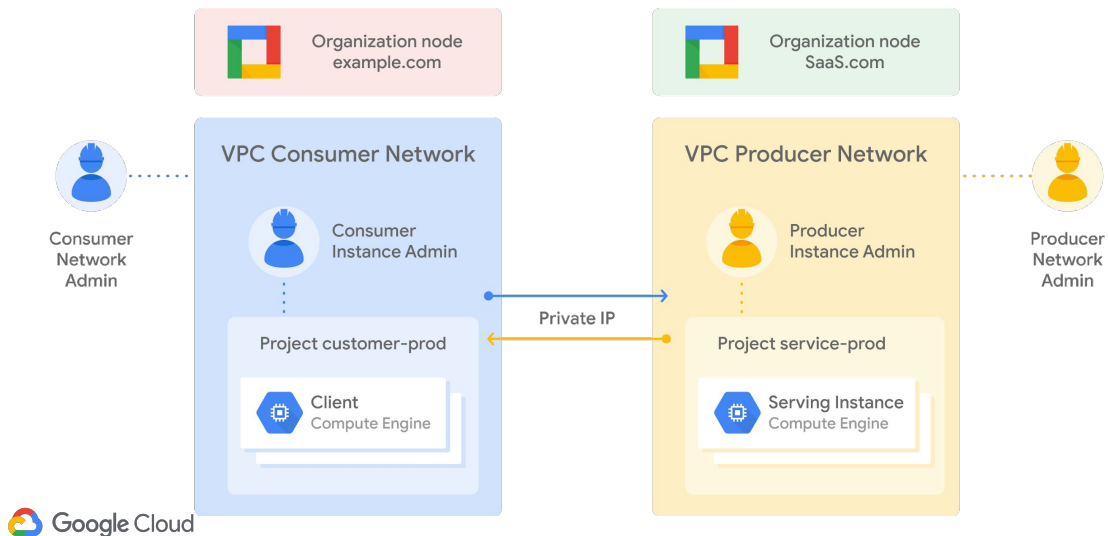 Organization node
example.com
Organization node
SaaS.com
VPC Consumer Network
VPC Producer Network
Consumer
Network
Admin
Consumer
Instance Admin
Producer
Instance Admin
Producer
Network
Admin
Private IP
Project customer-prod
Project service-prod
Client
Compute Engine
Serving Instance
Compute Engine
Google Cloud